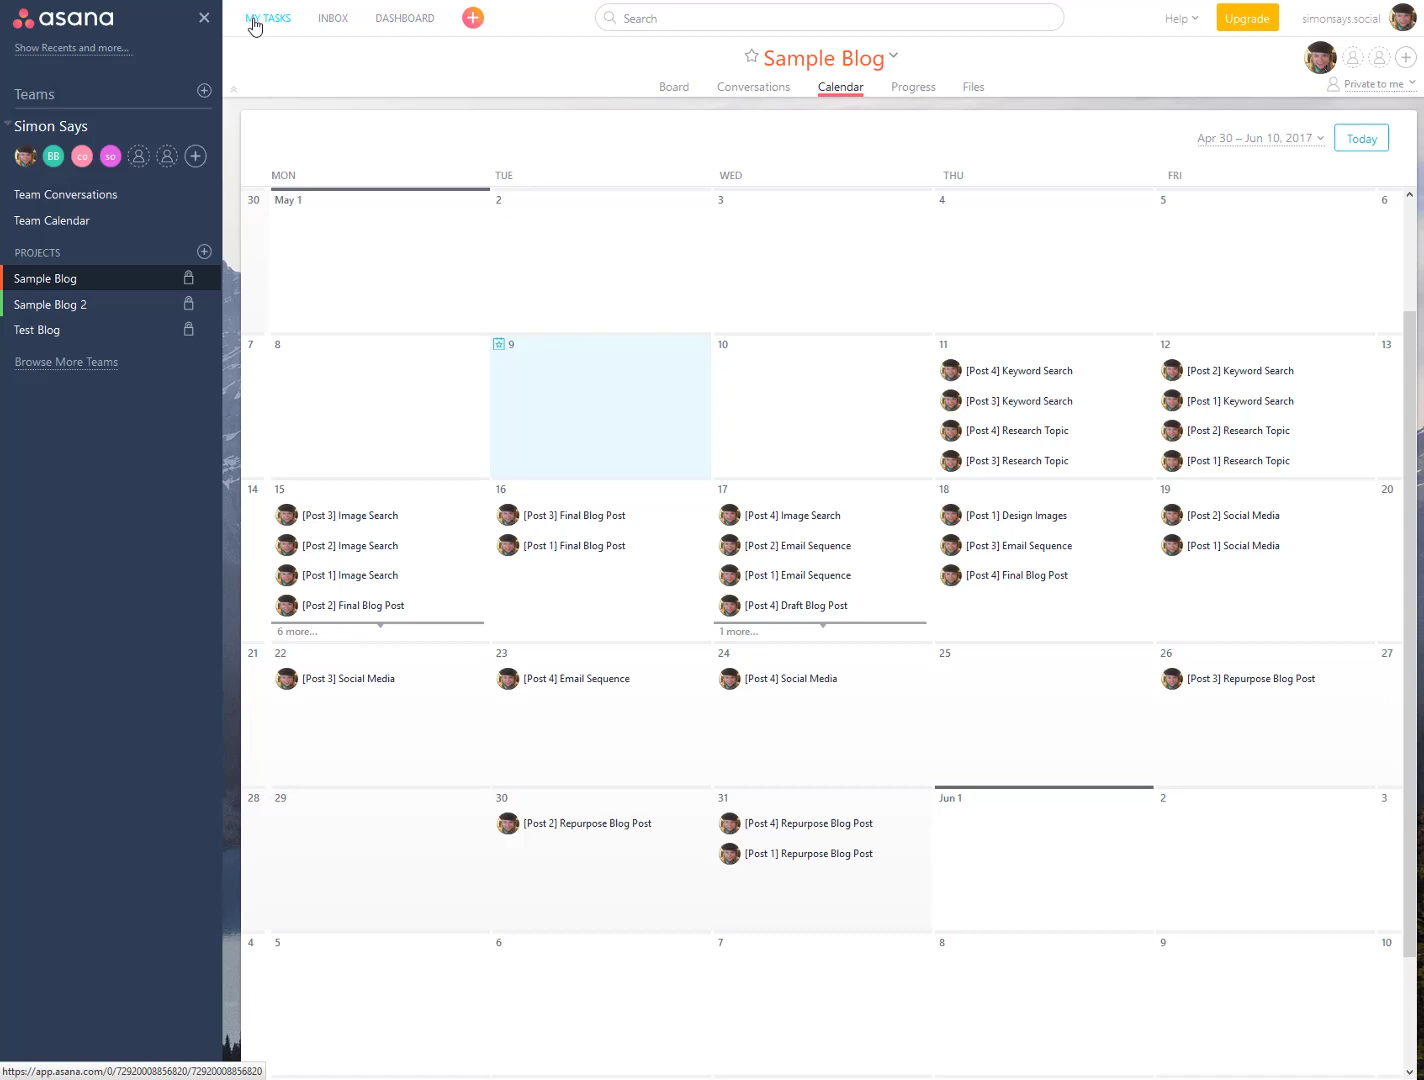 asana
MY TASKS
INBOX
DASHBOARD
Search
Help
Upgrade
simonsays.social
Show Recents and more...
Sample Blog
Board
Conversations
Calendar
Progress
Files
Private to me
Teams
Simon Says
BB
co
so
Team Conversations
Team Calendar
PROJECTS
Sample Blog
Sample Blog 2
Test Blog
Browse More Teams
Apr 30 – Jun 10, 2017
Today
MON
TUE
WED
THU
FRI
30
May 1
2
3
4
5
6
7
8
9
10
11
[Post 4] Keyword Search
[Post 3] Keyword Search
[Post 4] Research Topic
[Post 3] Research Topic
12
[Post 2] Keyword Search
[Post 1] Keyword Search
[Post 2] Research Topic
[Post 1] Research Topic
13
14
15
[Post 3] Image Search
[Post 2] Image Search
[Post 1] Image Search
[Post 2] Final Blog Post
6 more...
16
[Post 3] Final Blog Post
[Post 1] Final Blog Post
17
[Post 4] Image Search
[Post 2] Email Sequence
[Post 1] Email Sequence
[Post 4] Draft Blog Post
1 more...
18
[Post 1] Design Images
[Post 3] Email Sequence
[Post 4] Final Blog Post
19
[Post 2] Social Media
[Post 1] Social Media
20
21
22
[Post 3] Social Media
23
[Post 4] Email Sequence
24
[Post 4] Social Media
25
26
[Post 3] Repurpose Blog Post
27
28
29
30
[Post 2] Repurpose Blog Post
31
[Post 4] Repurpose Blog Post
[Post 1] Repurpose Blog Post
Jun 1
2
3
4
5
6
7
8
9
10
https://app.asana.com/0/72920008856820/72920008856820